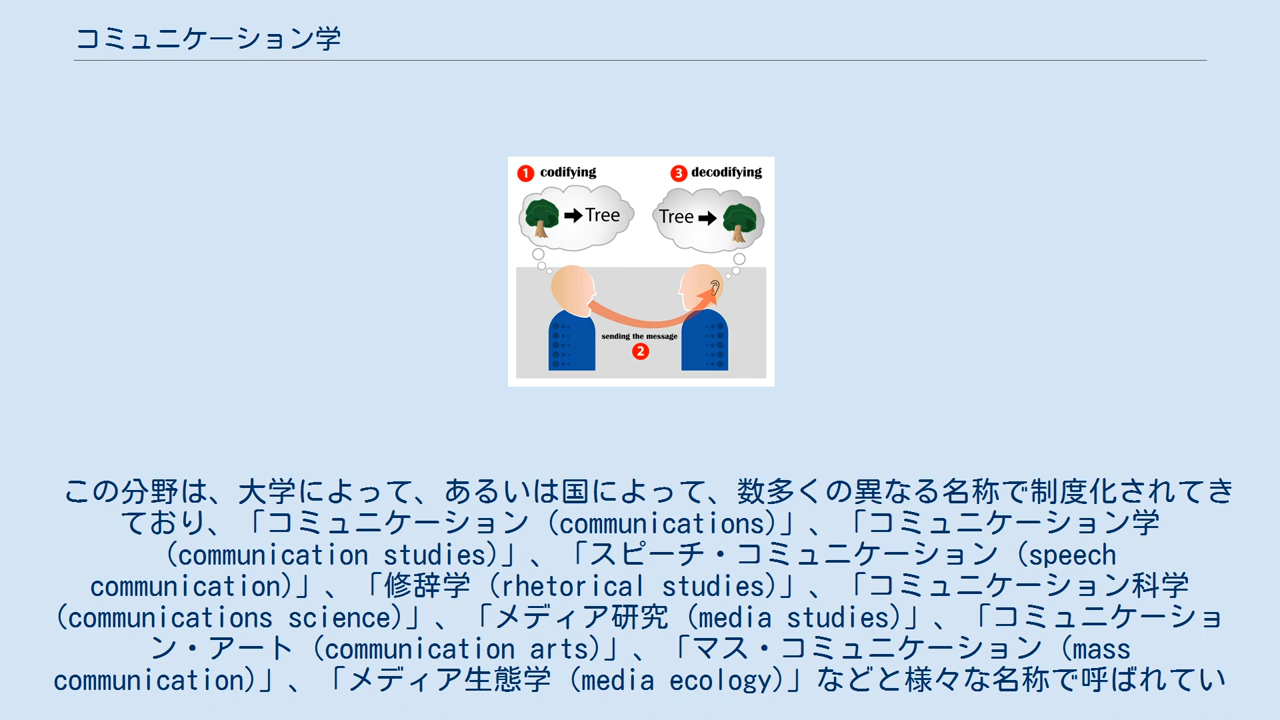 コミュニケーション学
1 codifying
3 decodifying
Tree
Tree
sending the message
2
この分野は、大学によって、あるいは国によって、数多くの異なる名称で制度化されてき
ており、「コミュニケーション（communications)」、「コミュニケーション学
（communication studies)」、「スピーチ・コミュニケーション（speech
communication)」、「修辞学（rhetorical studies)」、「コミュニケーション科学
(communications science)」、「メディア研究（media studies)」、「コミュニケーショ
ン・アート（communication arts)」、「マス・コミュニケーション（mass
communication)」、「メディア生態学（media ecology)」などと様々な名称で呼ばれてい